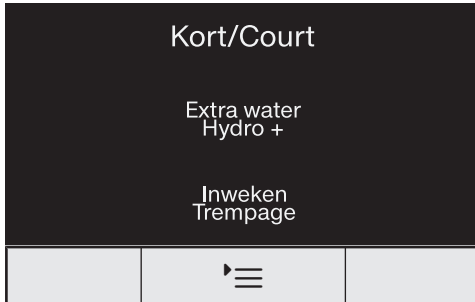 Kort/Court
Extra water
Hydro +
Inweken
Trempage